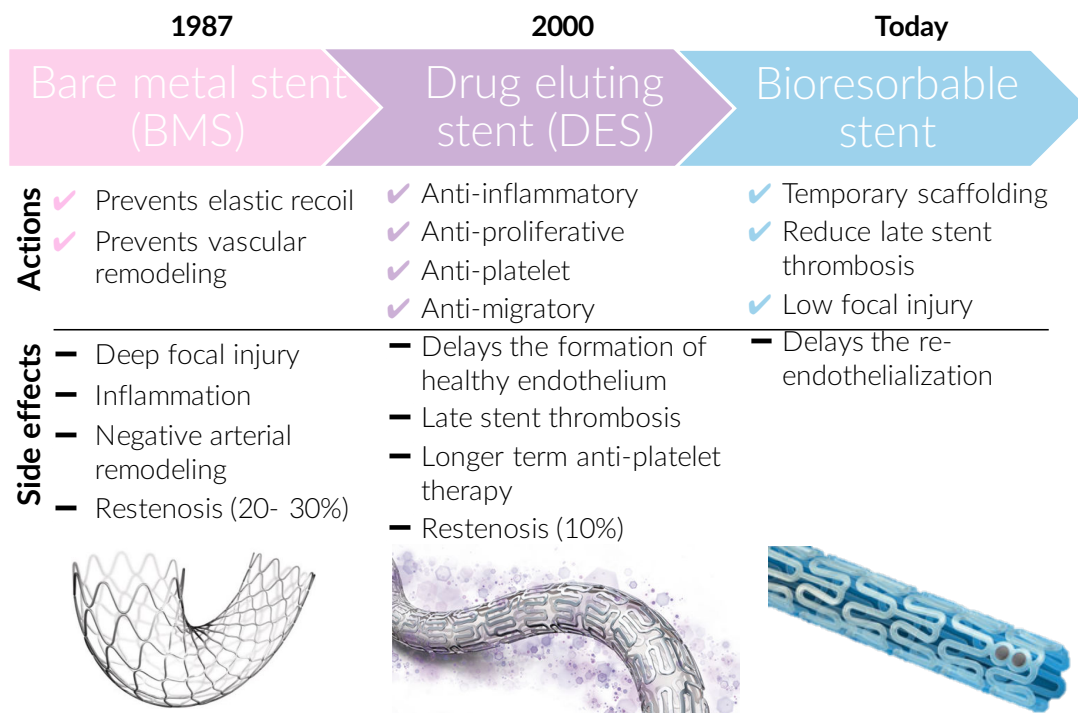 1987
2000
Today
Bare metal stent
(BMS)
Drug eluting
stent (DES)
Bioresorbable
stent
Actions
Prevents elastic recoil
Prevents vascular
remodeling
Anti-inflammatory
Anti-proliferative
Anti-platelet
Anti-migratory
Temporary scaffolding
Reduce late stent
thrombosis
Low focal injury
Side effects
Deep focal injury
Inflammation
Negative arterial
remodeling
Restenosis (20- 30%)
Delays the formation of
healthy endothelium
Late stent thrombosis
Longer term anti-platelet
therapy
Restenosis (10%)
Delays the re-
endothelialization